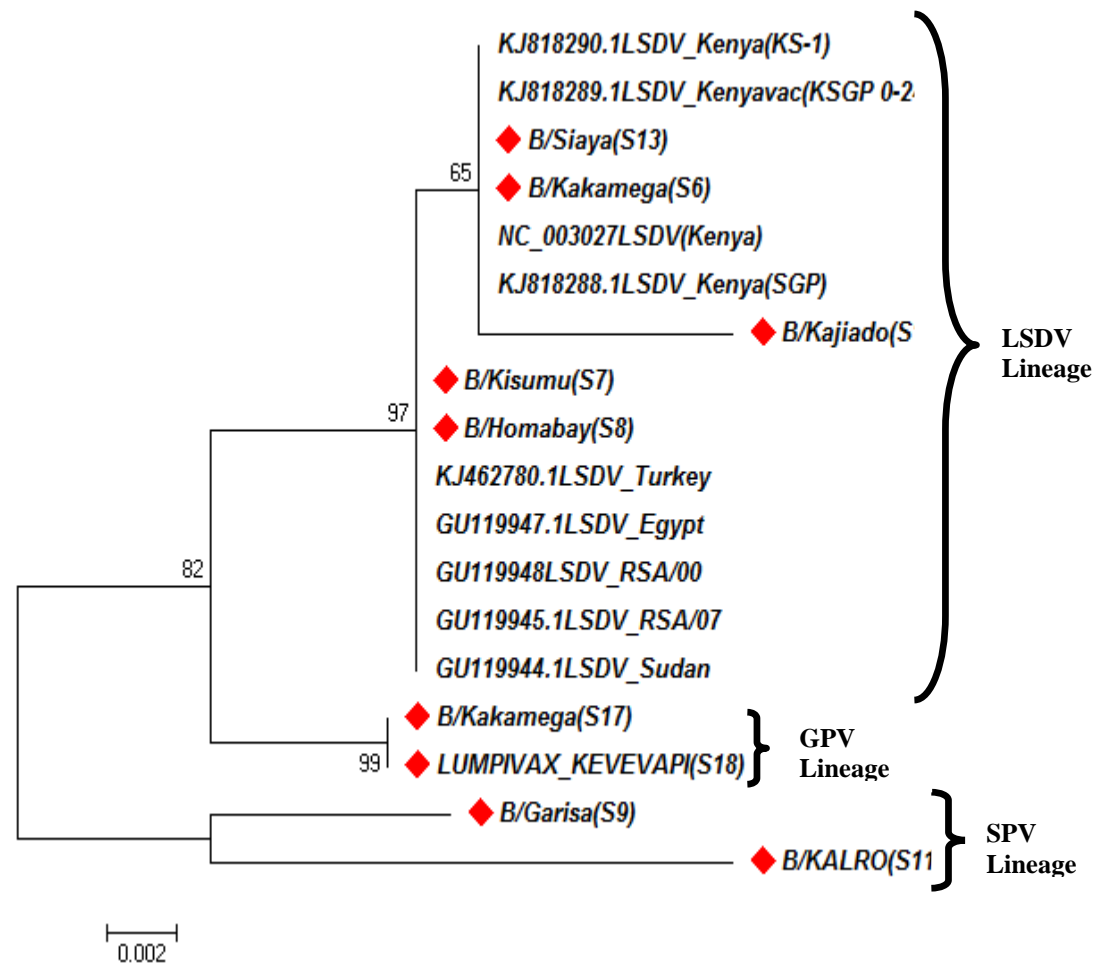 KJ818290.1LSDV_Kenya(KS-1)
KJ818289.1LSDV_Kenyavac(KSGP 0-2
B/Siaya(S13)
65
B/Kakamega(S6)
NC_003027LSDV(Kenya)
KJ818288.1LSDV_Kenya(SGP)
B/Kajiado(S
LSDV
Lineage
B/Kisumu(S7)
97
B/Homabay(S8)
KJ462780.1LSDV_Turkey
GU119947.1LSDV_Egypt
82
GU119948LSDV_RSA/00
GU119945.1LSDV_RSA/07
GU119944.1LSDV_Sudan
B/Kakamega(S17)
GPV
Lineage
99
LUMPIVAX_KEVEVAPI(S18)
B/Garisa(S9)
SPV
Lineage
B/KALRO(S11
0.002